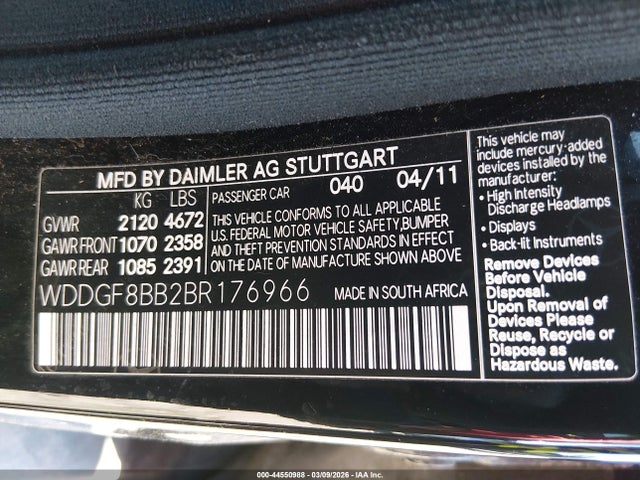 MFD BY DAIMLER AG STUTTGART
KG LBS
GVWR 2120 4672
GAWR FRONT 1070 2358
GAWR REAR 1085 2391
PASSENGER CAR 040 04/11
THIS VEHICLE CONFORMS TO ALL APPLICABLE
U.S. FEDERAL MOTOR VEHICLE SAFETY,BUMPER
AND THEFT PREVENTION STANDARDS IN EFFECT
ON THE DATE OF MANUFACTURE SHOWN ABOVE
WDDGF8BB2BR176966 MADE IN SOUTH AFRICA
This vehicle may
include mercury-added
devices installed by the
manufacturer:
• High Intensity
Discharge Headlamps
• Displays
• Back-lit Instruments
Remove Devices
Before Vehicle
Disposal.
Upon Removal of
Devices Please
Reuse, Recycle or
Dispose as
Hazardous Waste.
000-44550988 | 03/09/2026 | IAA Inc.